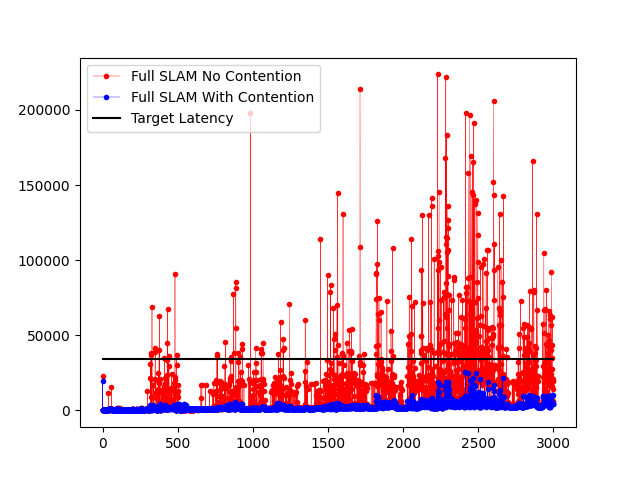 Full SLAM No Contention
Full SLAM With Contention
Target Latency
200000
150000
100000
50000
0
0 500 1000 1500 2000 2500 3000